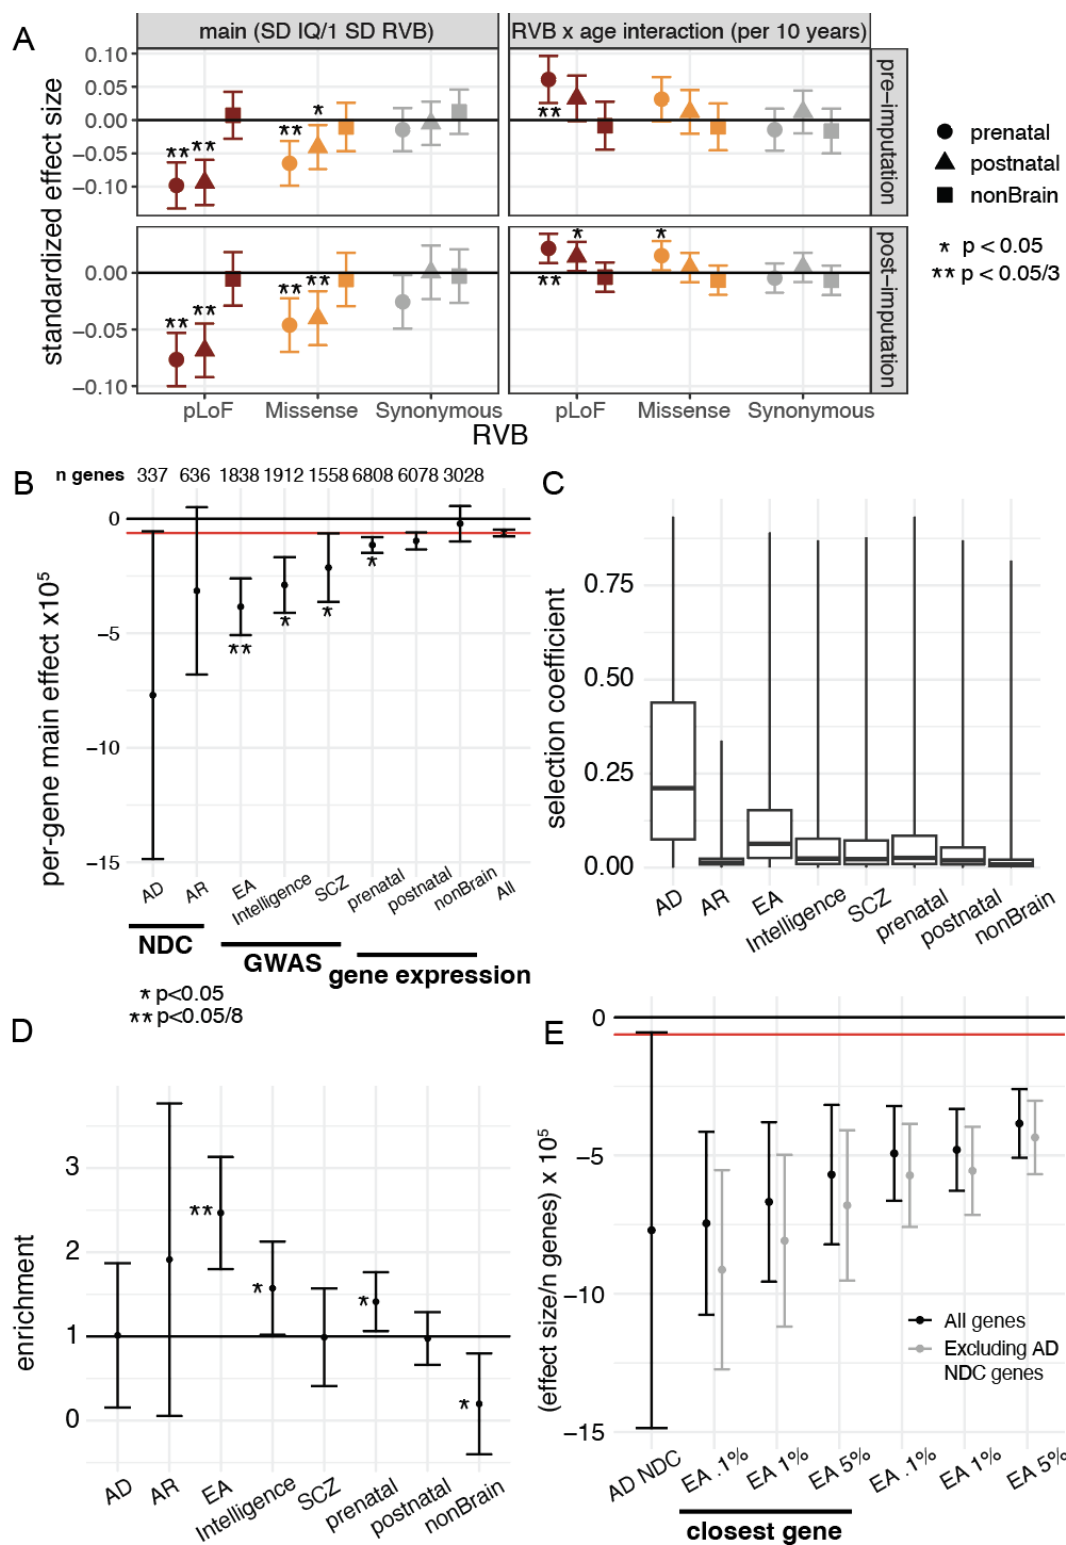 A
main (SD IQ/1 SD RVB)
RVB x age interaction (per 10 years)
standardized effect size
0.10
0.05
0.00
−0.05
−0.10
** ** ** * **
pre-imputation
prenatal
postnatal
nonBrain
* p < 0.05
** p < 0.05/3
0.00
−0.05
−0.10
** ** ** ** ** * *
post-imputation
pLoF Missense Synonymous pLoF Missense Synonymous
RVB
B
n genes 337 636 1838 1912 1558 6808 6078 3028
per-gene main effect x10⁵
0
−5
−10
−15
** * * *
AD AR EA Intelligence SCZ prenatal postnatal nonBrain All
NDC
GWAS
gene expression
* p<0.05
** p<0.05/8
C
selection coefficient
0.75
0.50
0.25
0.00
AD AR EA Intelligence SCZ prenatal postnatal nonBrain
D
enrichment
3
2
1
0
** * * *
AD AR EA Intelligence SCZ prenatal postnatal nonBrain
E
(effect size/n genes) x 10⁵
0
−5
−10
−15
All genes
Excluding AD
NDC genes
AD NDC EA .1% EA 1% EA 5% EA .1% EA 1% EA 5%
closest gene